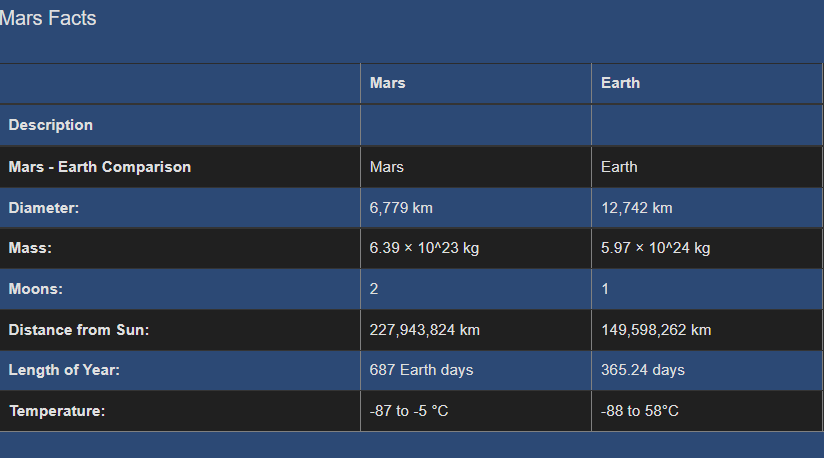 Mars Facts
Mars Earth
Description
Mars - Earth Comparison Mars Earth
Diameter: 6,779 km 12,742 km
Mass: 6.39 × 10^23 kg 5.97 × 10^24 kg
Moons: 2 1
Distance from Sun: 227,943,824 km 149,598,262 km
Length of Year: 687 Earth days 365.24 days
Temperature: -87 to -5 °C -88 to 58°C